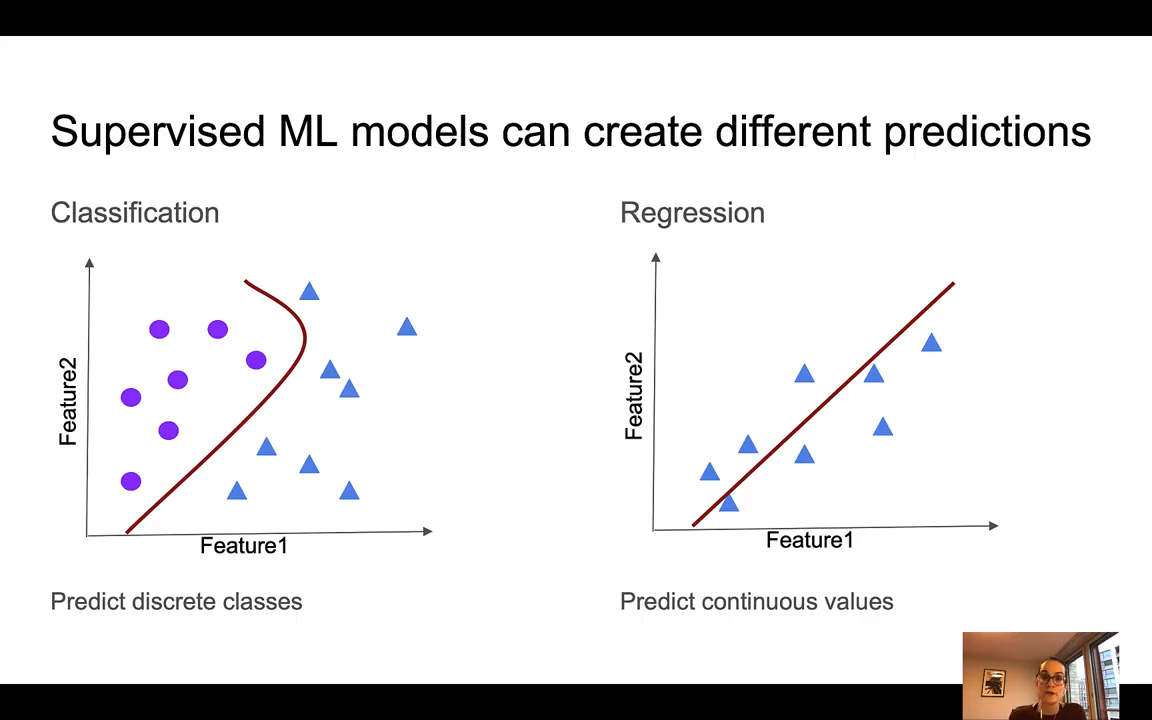 Supervised ML models can create different predictions
Classification
Feature2
Feature1
Predict discrete classes
Regression
Feature2
Feature1
Predict continuous values